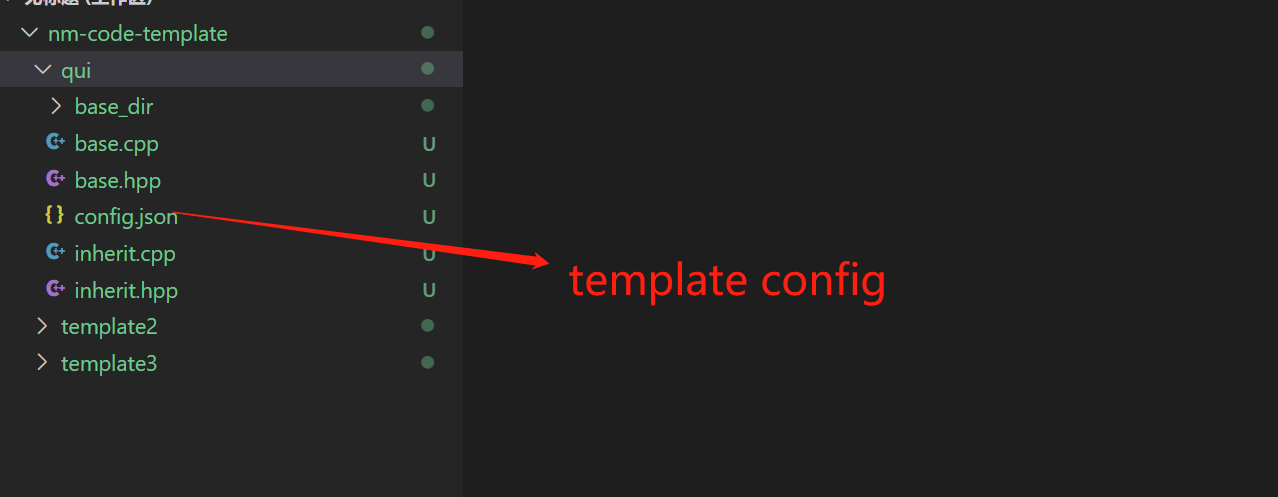 nm-code-template
qui
base_dir
base.cpp U
base.hpp U
config.json U
inherit.cpp U
inherit.hpp U
template2
template3
template config